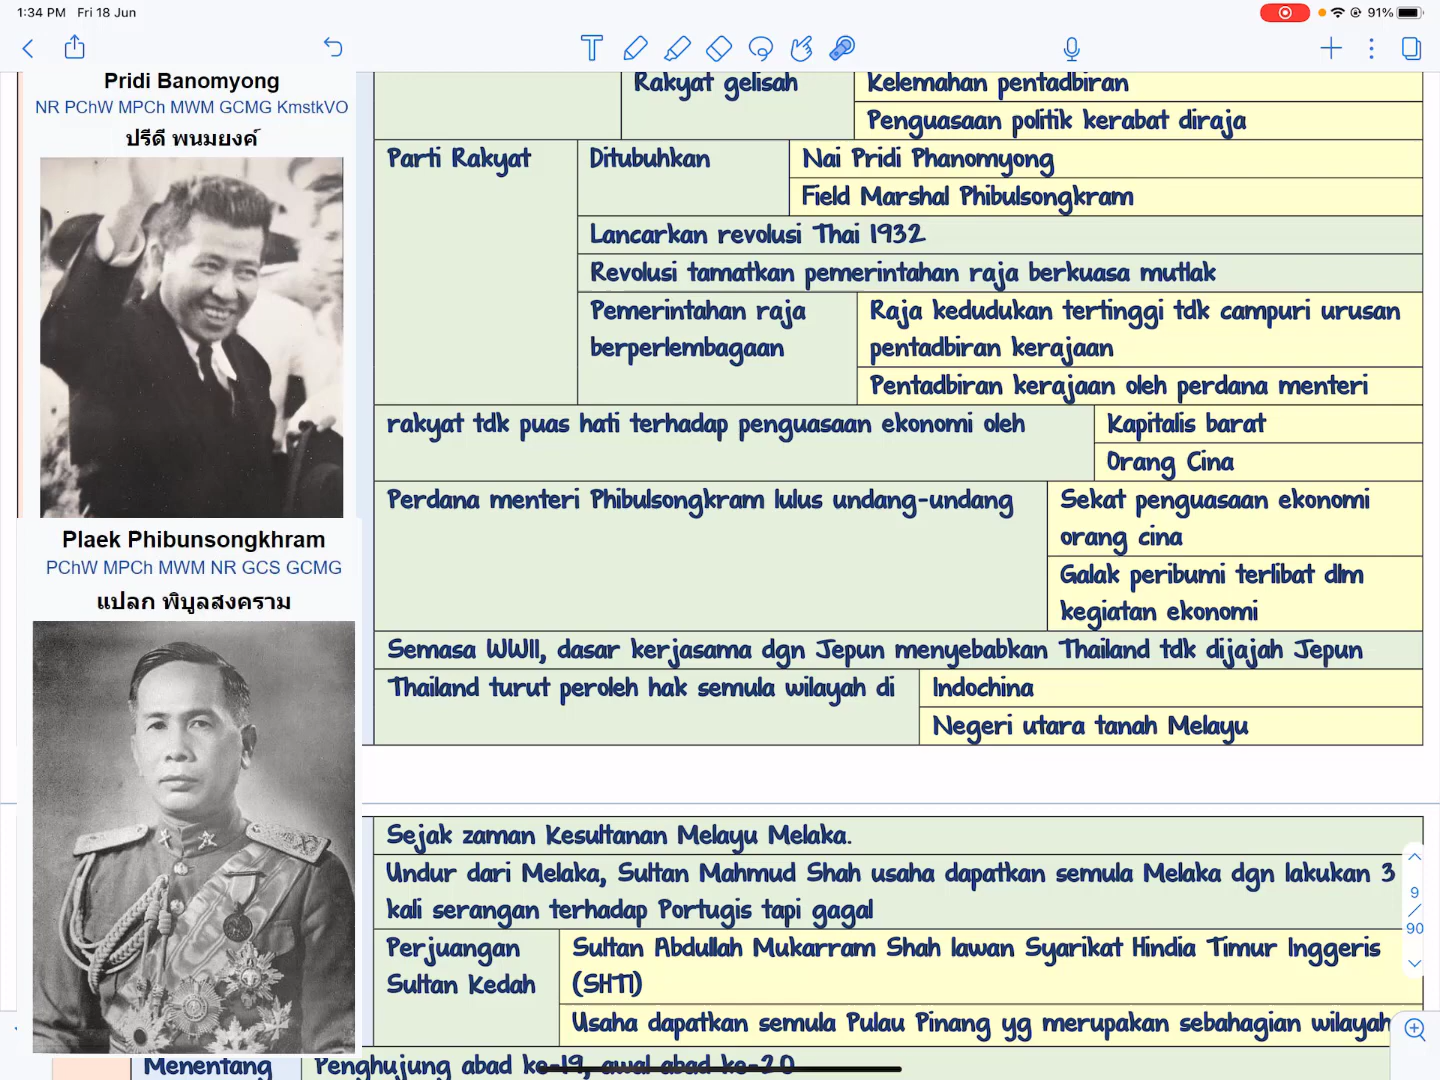 1:34 PM Fri 18 Jun
91%
Pridi Banomyong
NR PChW MPCh MWM GCMG KmstkVO
ปรีดี พนมยงค์
Plaek Phibunsongkhram
PChW MPCh MWM NR GCS GCMG
แปลก พิบูลสงคราม
Rakyat gelisah
Kelemahan pentadbiran
Penguasaan politik kerabat diraja
Parti Rakyat
Ditubuhkan
Nai Pridi Phanomyong
Field Marshal Phibulsongkram
Lancarkan revolusi Thai 1932
Revolusi tamatkan pemerintahan raja berkuasa mutlak
Pemerintahan raja
berperlembagaan
Raja kedudukan tertinggi tdk campuri urusan
pentadbiran kerajaan
Pentadbiran kerajaan oleh perdana menteri
rakyat tdk puas hati terhadap penguasaan ekonomi oleh
Kapitalis barat
Orang Cina
Perdana menteri Phibulsongkram lulus undang-undang
Sekat penguasaan ekonomi
orang cina
Galak peribumi terlibat dlm
kegiatan ekonomi
Semasa WWII, dasar kerjasama dgn Jepun menyebabkan Thailand tdk dijajah Jepun
Thailand turut peroleh hak semula wilayah di
Indochina
Negeri utara tanah Melayu
Sejak zaman Kesultanan Melayu Melaka.
Undur dari Melaka, Sultan Mahmud Shah usaha dapatkan semula Melaka dgn lakukan 3
kali serangan terhadap Portugis tapi gagal
Perjuangan
Sultan Kedah
Sultan Abdullah Mukarram Shah lawan Syarikat Hindia Timur Inggeris
(SHTI)
Usaha dapatkan semula Pulau Pinang yg merupakan sebahagian wilayah
Menentang
Penghujung abad ke-19, awal abad ke-20
9
/
90